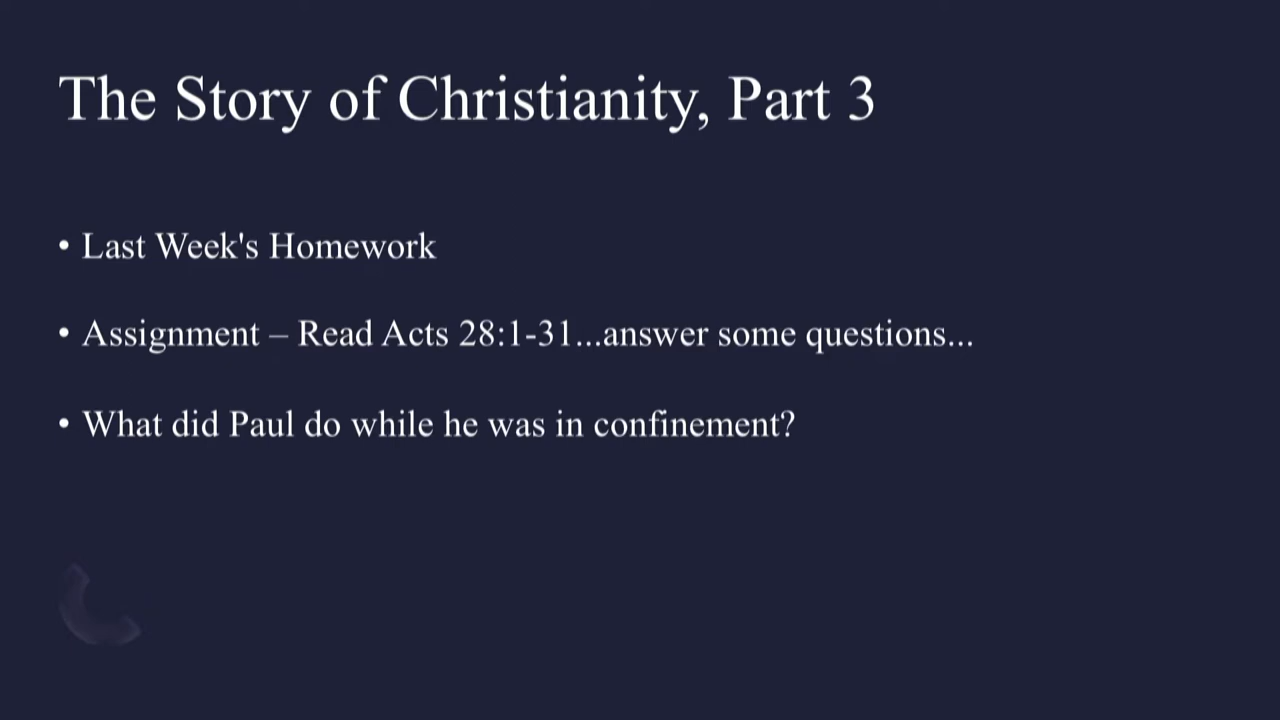 The Story of Christianity, Part 3
• Last Week's Homework
• Assignment – Read Acts 28:1-31...answer some questions...
• What did Paul do while he was in confinement?